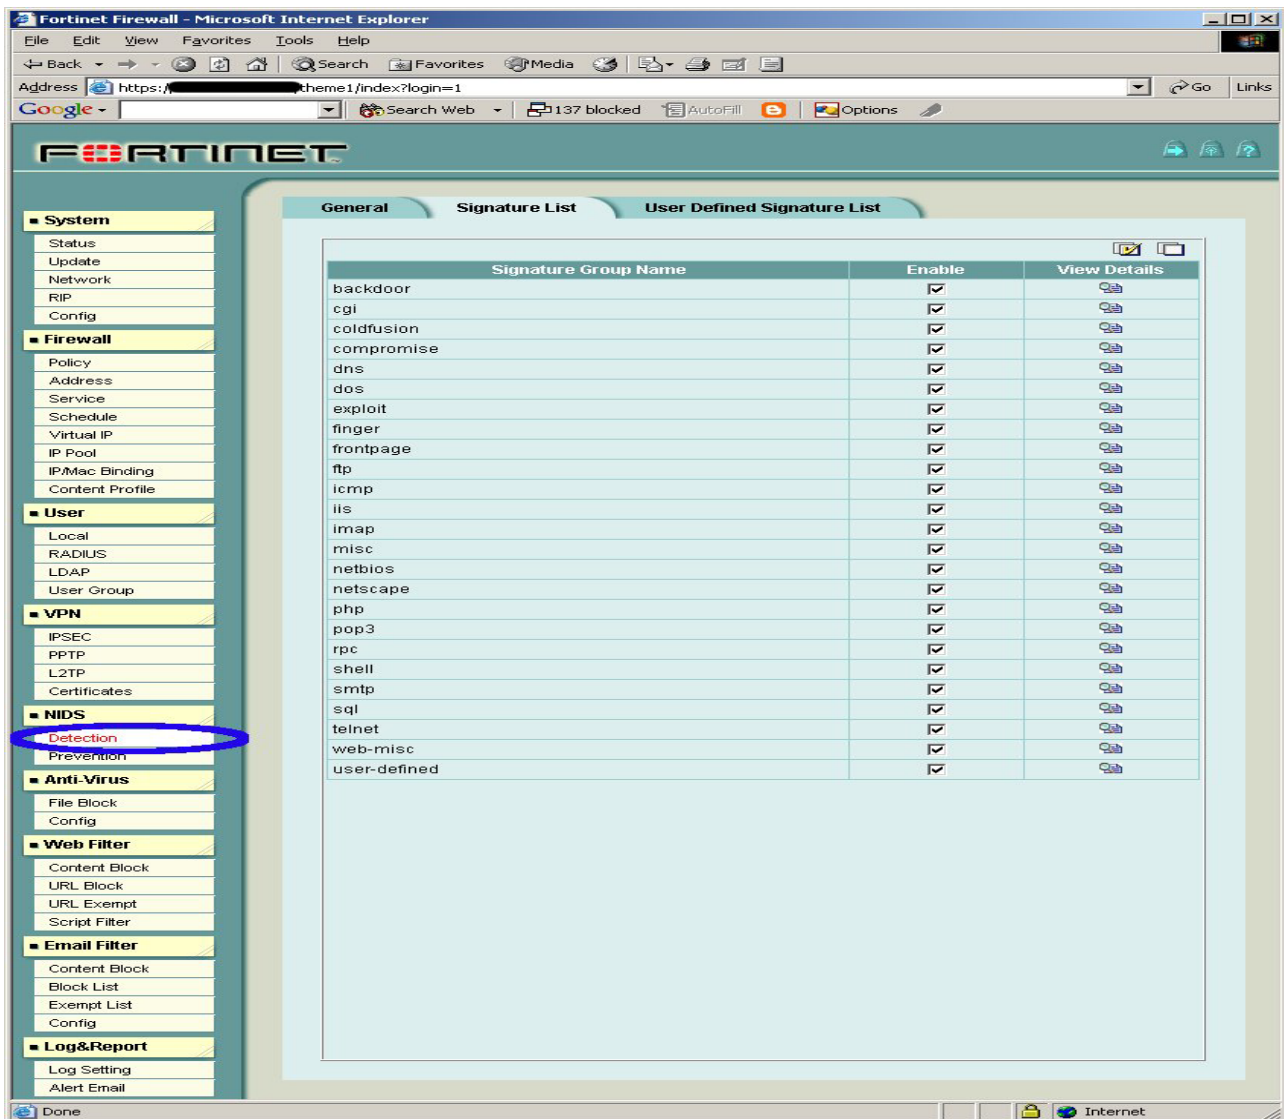 Fortinet Firewall - Microsoft Internet Explorer
File Edit View Favorites Tools Help
Back Search Favorites Media
Address https:/ theme1/index?login=1 Go Links
Google Search Web 137 blocked AutoFill Options
FORTINET
General Signature List User Defined Signature List
System
Status
Update
Network
RIP
Config
Firewall
Policy
Address
Service
Schedule
Virtual IP
IP Pool
IP/Mac Binding
Content Profile
User
Local
RADIUS
LDAP
User Group
VPN
IPSEC
PPTP
L2TP
Certificates
NIDS
Detection
Prevention
Anti-Virus
File Block
Config
Web Filter
Content Block
URL Block
URL Exempt
Script Filter
Email Filter
Content Block
Block List
Exempt List
Config
Log&Report
Log Setting
Alert Email
Signature Group Name Enable View Details
backdoor
cgi
coldfusion
compromise
dns
dos
exploit
finger
frontpage
ftp
icmp
iis
imap
misc
netbios
netscape
php
pop3
rpc
shell
smtp
sql
telnet
web-misc
user-defined
Done Internet